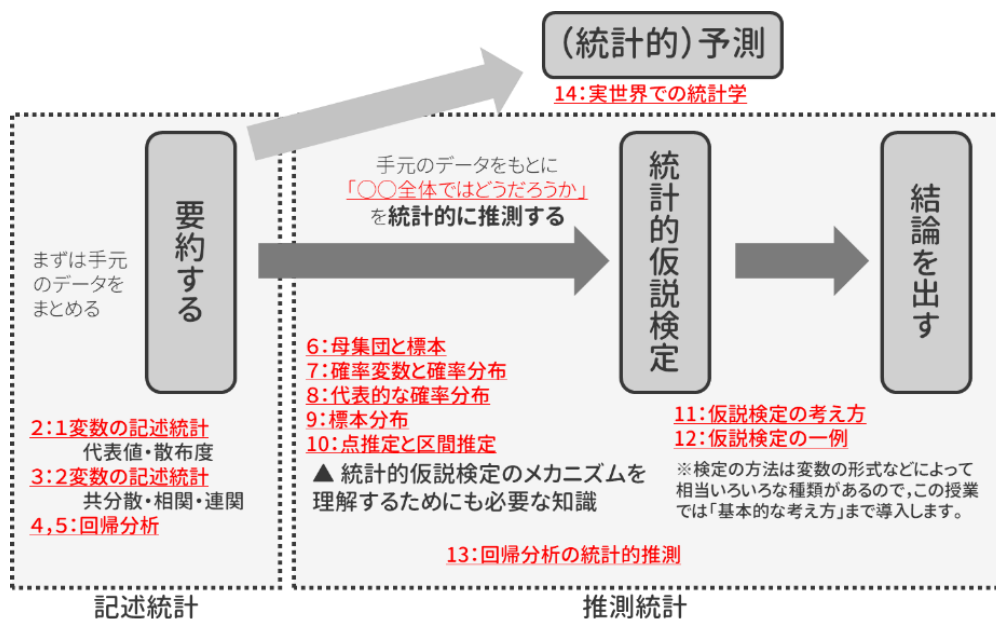 (統計的)予測
14:実世界での統計学
まずは手元
のデータを
まとめる
要約する
手元のデータをもとに
「○○全体ではどうだろうか」
を統計的に推測する
統計的仮説検定
結論を出す
2:1変数の記述統計
代表値・散布度
3:2変数の記述統計
共分散・相関・連関
4,5:回帰分析
6:母集団と標本
7:確率変数と確率分布
8:代表的な確率分布
9:標本分布
10:点推定と区間推定
▲ 統計的仮説検定のメカニズムを
理解するためにも必要な知識
11:仮説検定の考え方
12:仮説検定の一例
※検定の方法は変数の形式などによって
相当いろいろな種類があるので,この授業
では「基本的な考え方」まで導入します。
13:回帰分析の統計的推測
記述統計
推測統計